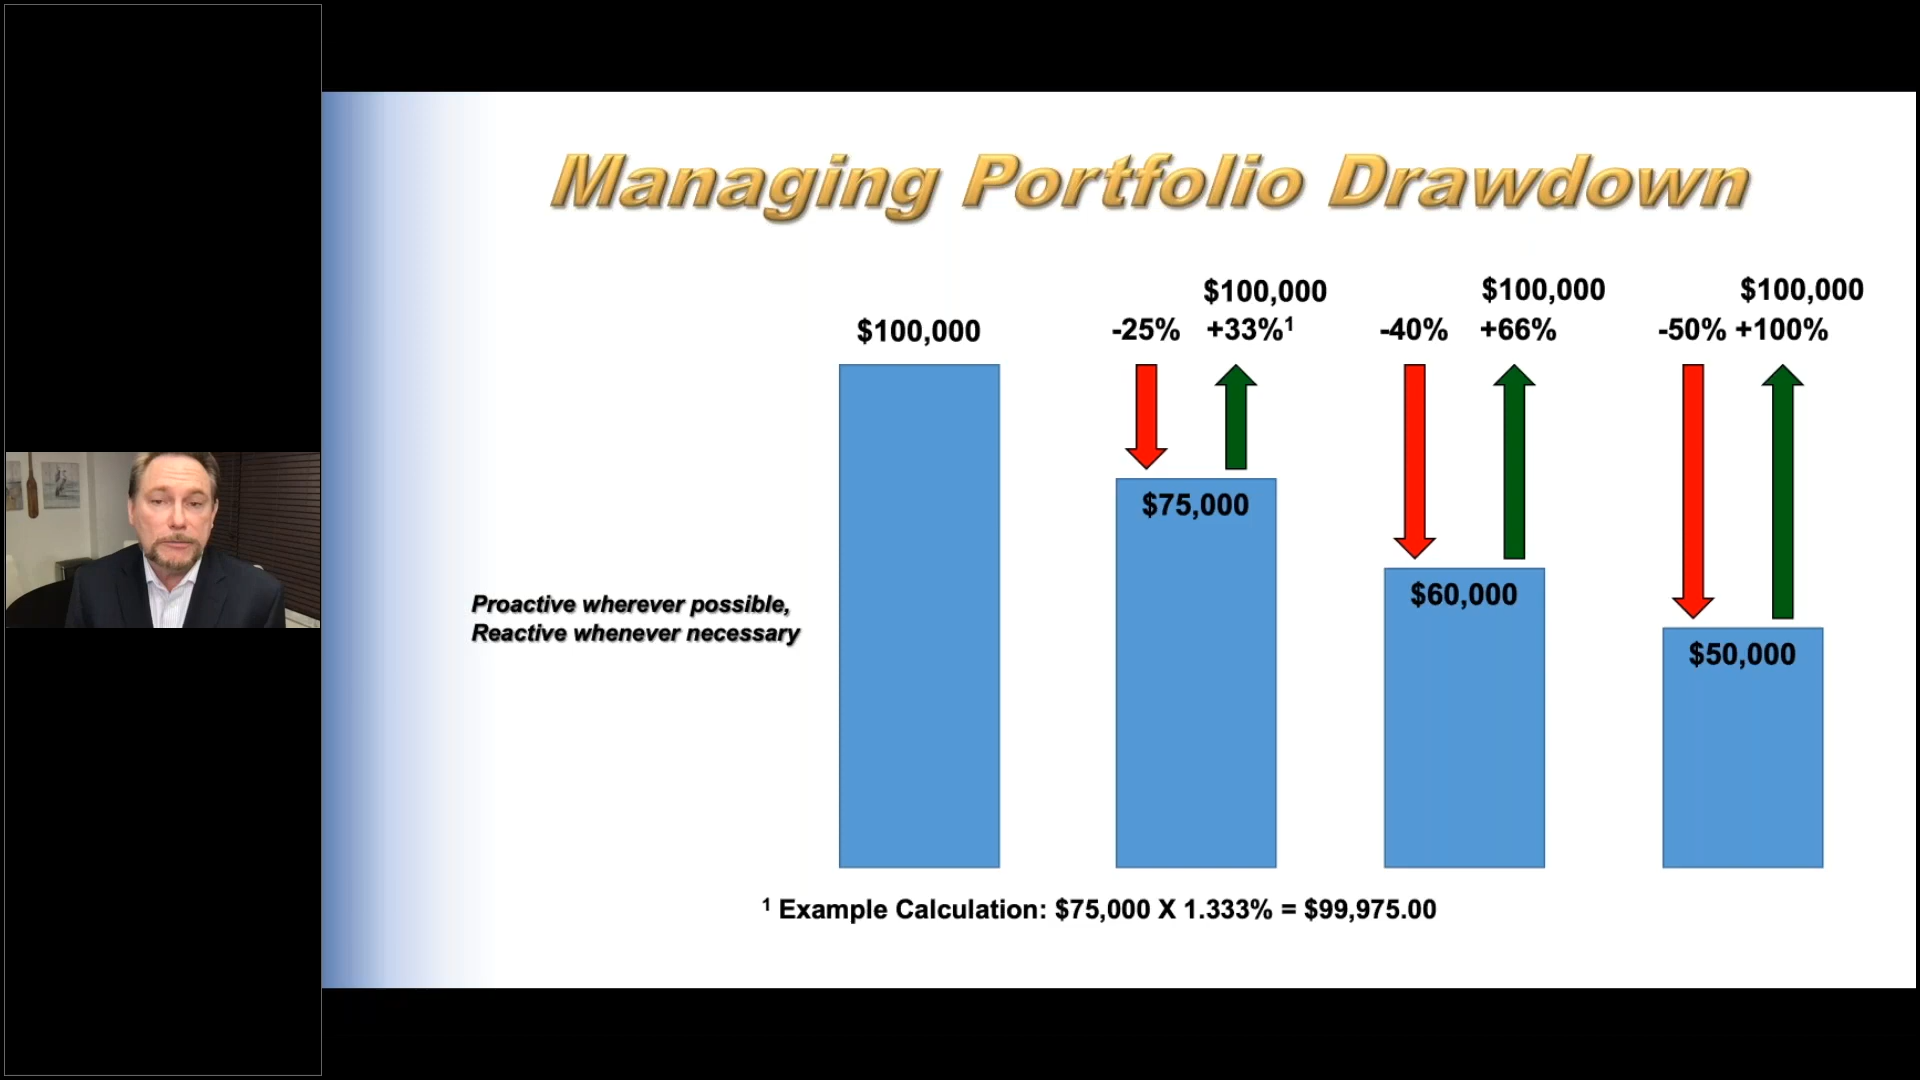 Managing Portfolio Drawdown
$100,000
$100,000
-25% +33%¹
$100,000
-40% +66%
$100,000
-50% +100%
$75,000
$60,000
$50,000
Proactive wherever possible,
Reactive whenever necessary
¹ Example Calculation: $75,000 X 1.333% = $99,975.00